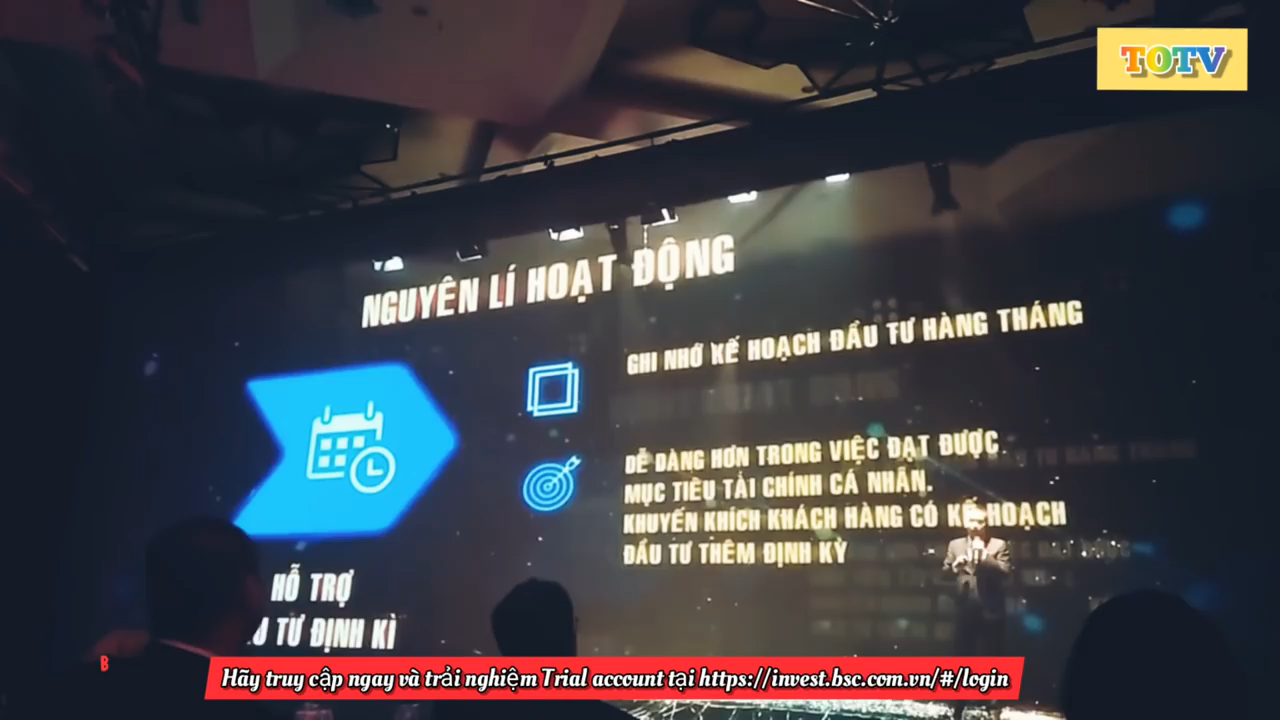 TOTV
NGUYÊN LÍ HOẠT ĐỘNG
GHI NHỚ KẾ HOẠCH ĐẦU TƯ HÀNG THÁNG
DỄ DÀNG HƠN TRONG VIỆC ĐẠT ĐƯỢC
MỤC TIÊU TÀI CHÍNH CÁ NHÂN.
KHUYẾN KHÍCH KHÁCH HÀNG CÓ KẾ HOẠCH
ĐẦU TƯ THÊM ĐỊNH KỲ
HỖ TRỢ
TƯ ĐỊNH KÌ
B
Hãy truy cập ngay và trải nghiệm Trial account tại https://invest.bsc.com.vn/#/login